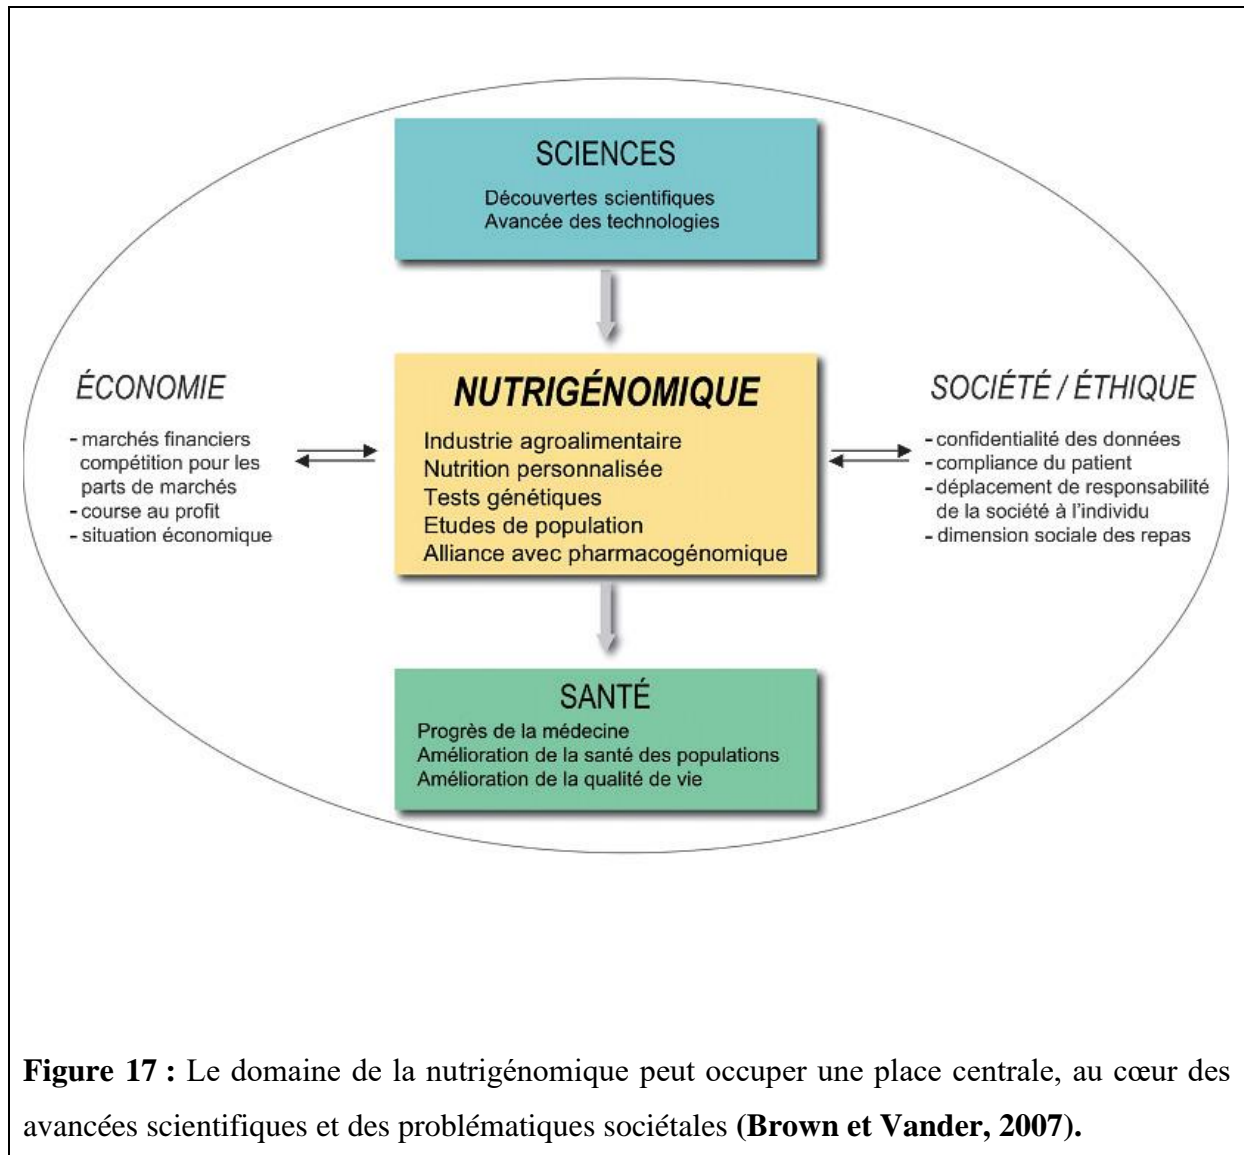 SCIENCES
Découvertes scientifiques
Avancée des technologies
ÉCONOMIE
- marchés financiers
compétition pour les
parts de marchés
- course au profit
- situation économique
NUTRIGÉNOMIQUE
Industrie agroalimentaire
Nutrition personnalisée
Tests génétiques
Etudes de population
Alliance avec pharmacogénomique
SOCIÉTÉ / ÉTHIQUE
- confidentialité des données
- compliance du patient
- déplacement de responsabilité
de la société à l'individu
- dimension sociale des repas
SANTÉ
Progrès de la médecine
Amélioration de la santé des populations
Amélioration de la qualité de vie
Figure 17 : Le domaine de la nutrigénomique peut occuper une place centrale, au cœur des
avancées scientifiques et des problématiques sociétales (Brown et Vander, 2007).